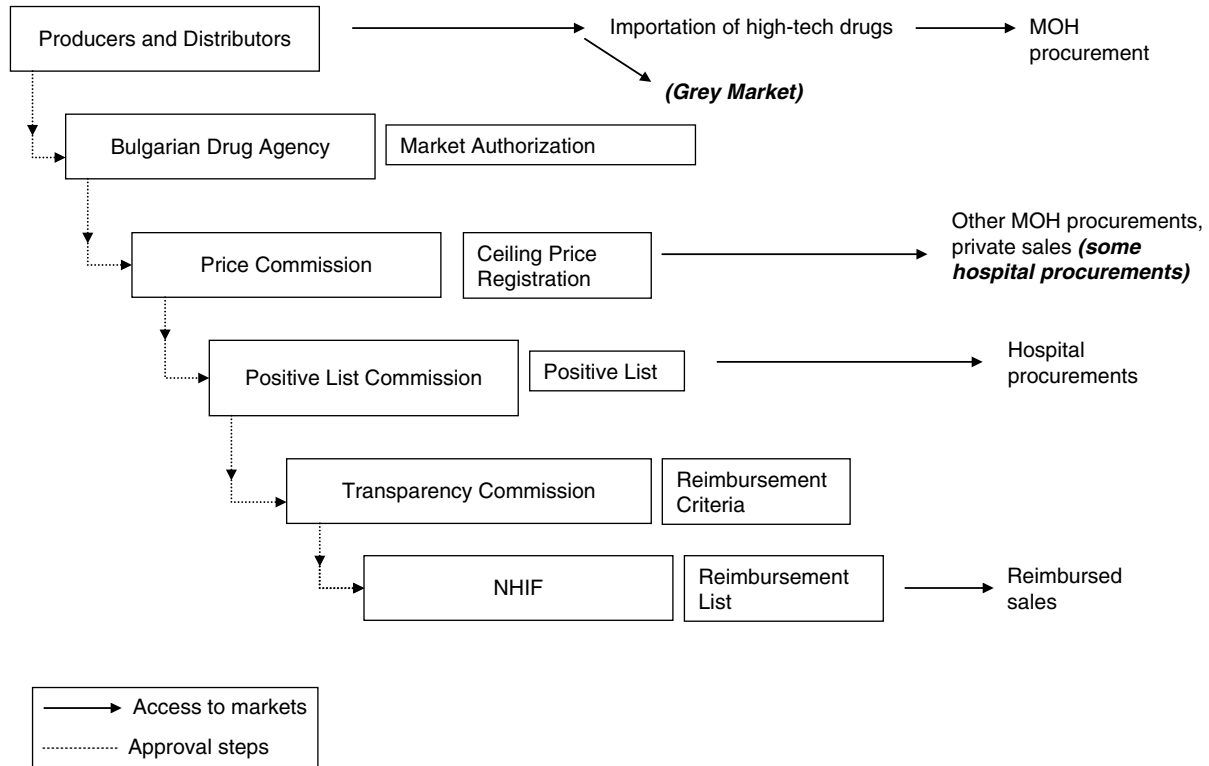 Producers and Distributors
Importation of high-tech drugs
MOH
procurement
(Grey Market)
Bulgarian Drug Agency
Market Authorization
Price Commission
Ceiling Price
Registration
Other MOH procurements,
private sales (some
hospital procurements)
Positive List Commission
Positive List
Hospital
procurements
Transparency Commission
Reimbursement
Criteria
NHIF
Reimbursement
List
Reimbursed
sales
Access to markets
Approval steps